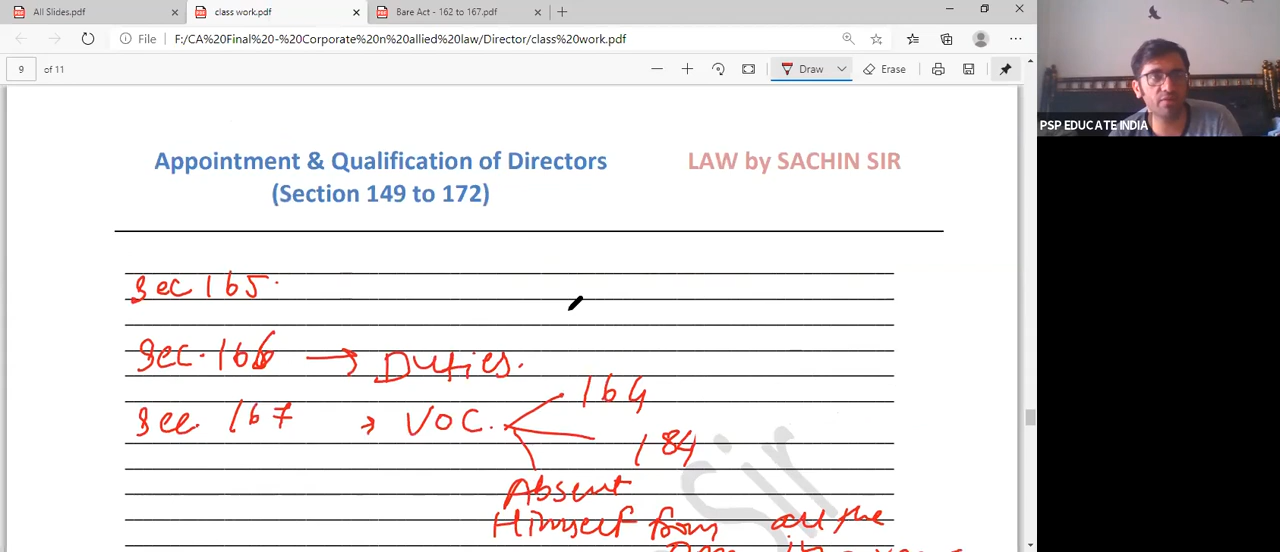 All Slides.pdf
class work.pdf
Bare Act - 162 to 167.pdf
File
F:/CA%20Final%20-%20Corporate%20n%20allied%20law/Director/class%20work.pdf
9 of 11
Draw
Erase
PSP EDUCATE INDIA
Appointment & Qualification of Directors
LAW by SACHIN SIR
(Section 149 to 172)
Sec 165.
Sec. 166 → Duties.
164
Sec. 167 → VOC.
184
Absent
Himself from all the
Sir